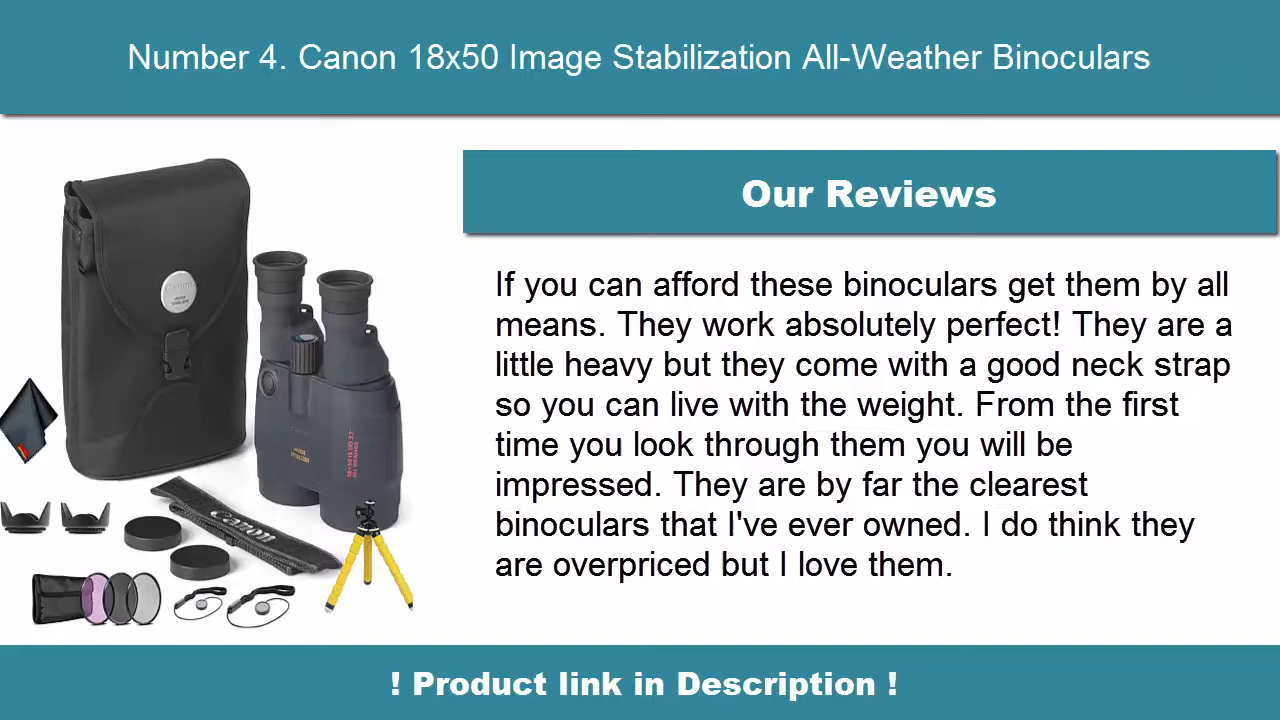 Number 4. Canon 18x50 Image Stabilization All-Weather Binoculars
Our Reviews
If you can afford these binoculars get them by all
means. They work absolutely perfect! They are a
little heavy but they come with a good neck strap
so you can live with the weight. From the first
time you look through them you will be
impressed. They are by far the clearest
binoculars that I've ever owned. I do think they
are overpriced but I love them.
Canon
Canon
! Product link in Description !